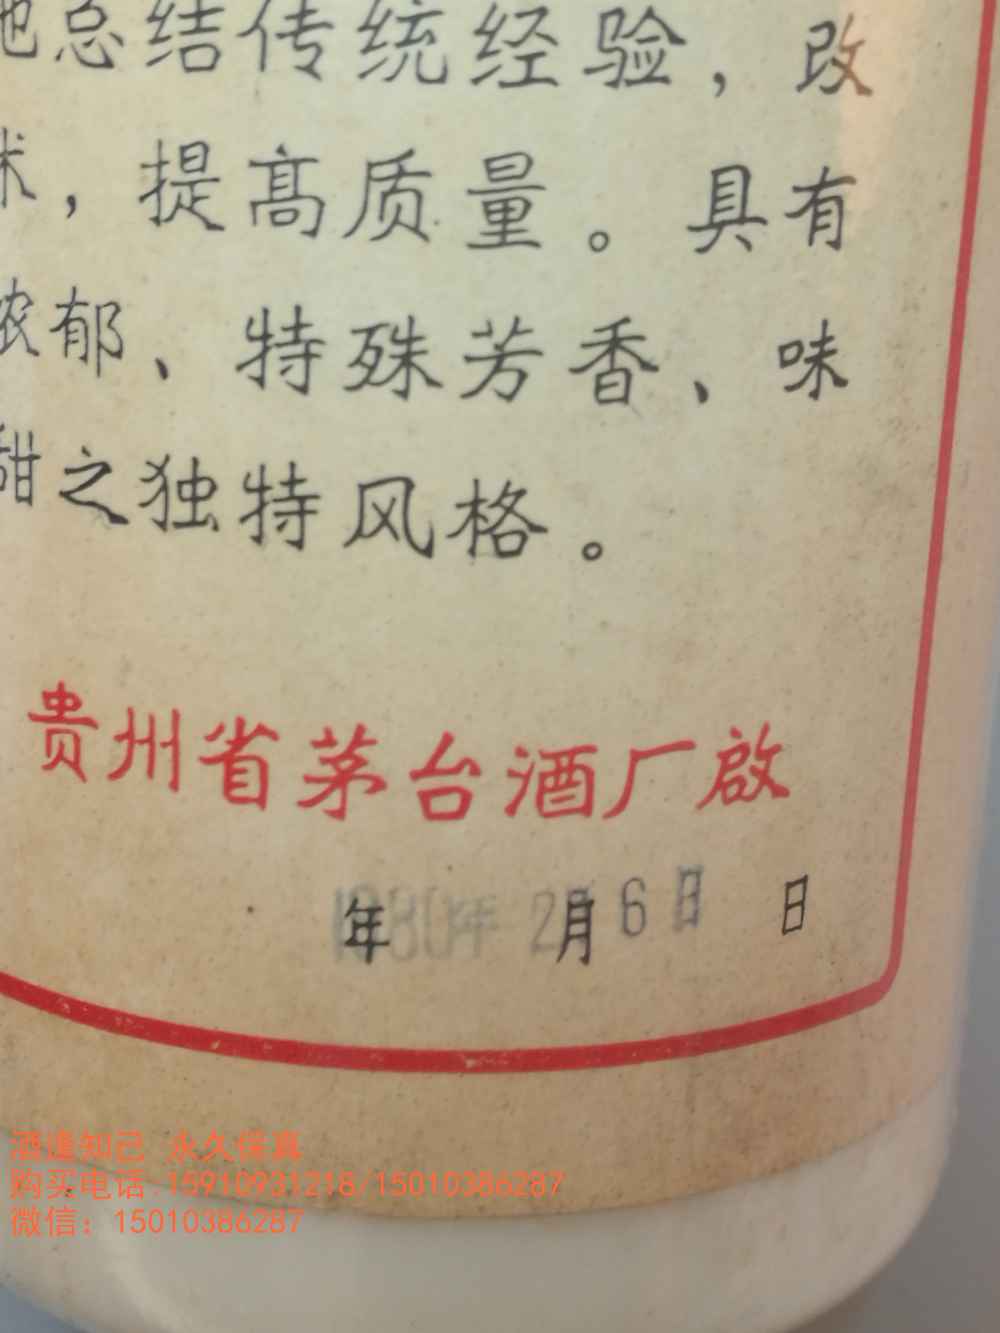 地总结传统经验，改
术，提高质量。具有
浓郁、特殊芳香、味
甜之独特风格。
贵州省茅台酒厂啟
年 月 日
1980年 2月 6日
酒逢知己 永久保真
购买电话:15910931218/15010386287
微信：15010386287